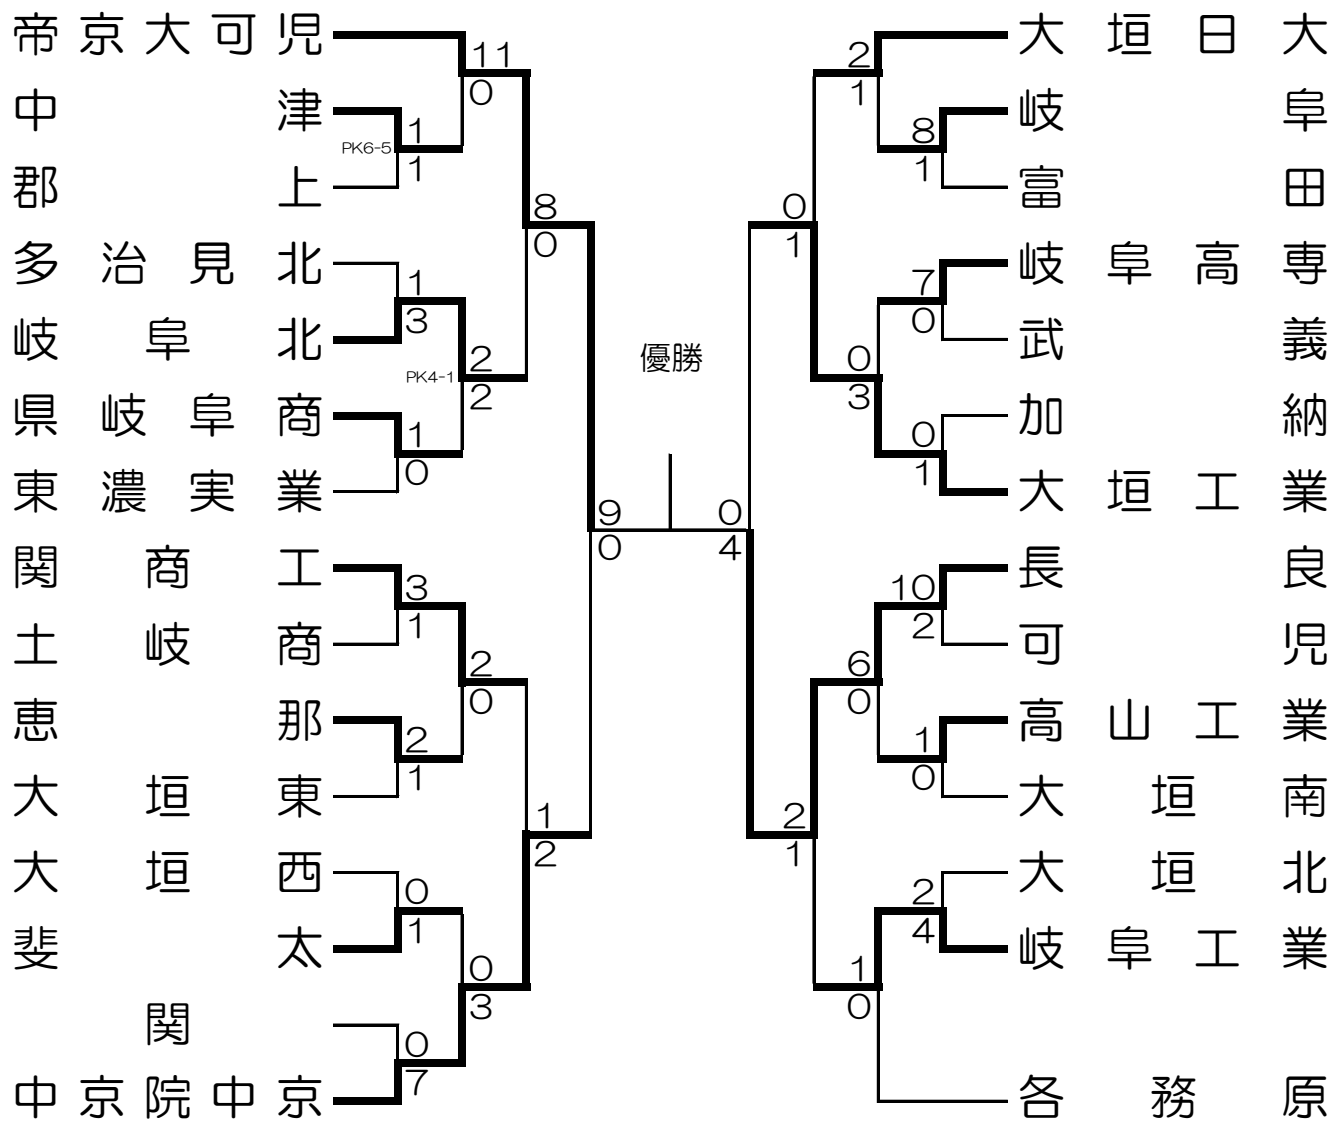 帝京大可児
11
0
中津
PK6-5
1
1
郡上
8
0
多治見北
1
3
岐阜北
PK4-1
2
2
県岐阜商
1
0
東濃実業
9
0
関商工
3
1
土岐商
2
0
恵那
2
1
大垣東
1
2
大垣西
0
1
斐太
0
3
関
0
7
中京院中京
優勝
大垣日大
2
1
岐阜
8
1
富田
0
1
岐阜高専
7
0
武義
0
3
加納
0
1
大垣工業
0
4
長良
10
2
可児
6
0
高山工業
1
0
大垣南
2
1
大垣北
2
4
岐阜工業
1
0
各務原